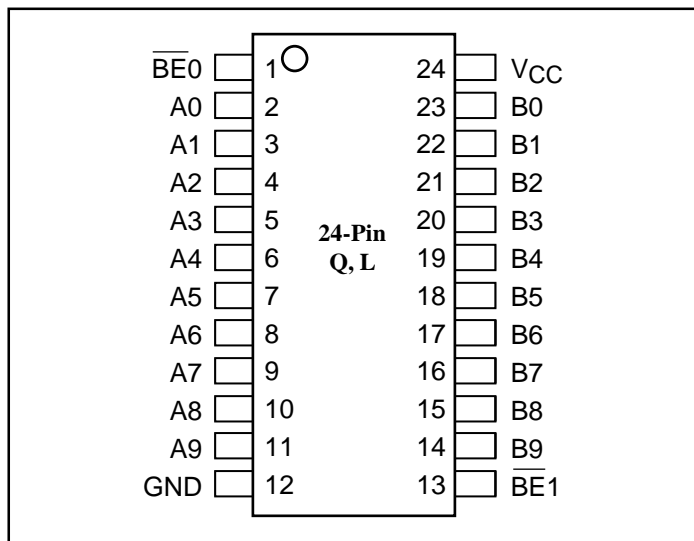 B̅E̅0 1 24 VCC
A0 2 23 B0
A1 3 22 B1
A2 4 21 B2
A3 5 20 B3
24-Pin
A4 6 19 B4
Q, L
A5 7 18 B5
A6 8 17 B6
A7 9 16 B7
A8 10 15 B8
A9 11 14 B9
GND 12 13 B̅E̅1